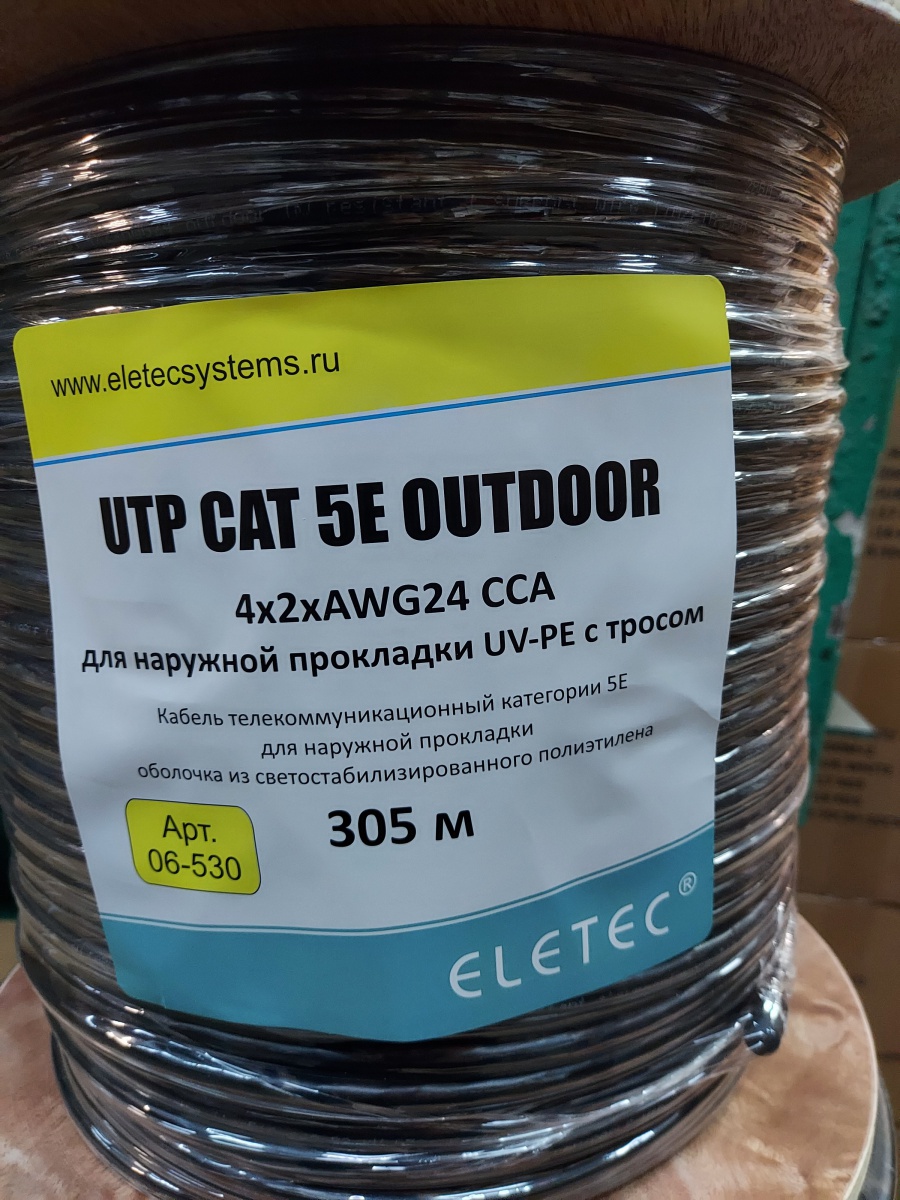 www.eletecsystems.ru
UTP CAT 5E OUTDOOR
4x2xAWG24 CCA
для наружной прокладки UV-PE с тросом
Кабель телекоммуникационный категории 5E
для наружной прокладки
оболочка из светостабилизированного полиэтилена
Арт.
06-530
305 м
ELETEC®